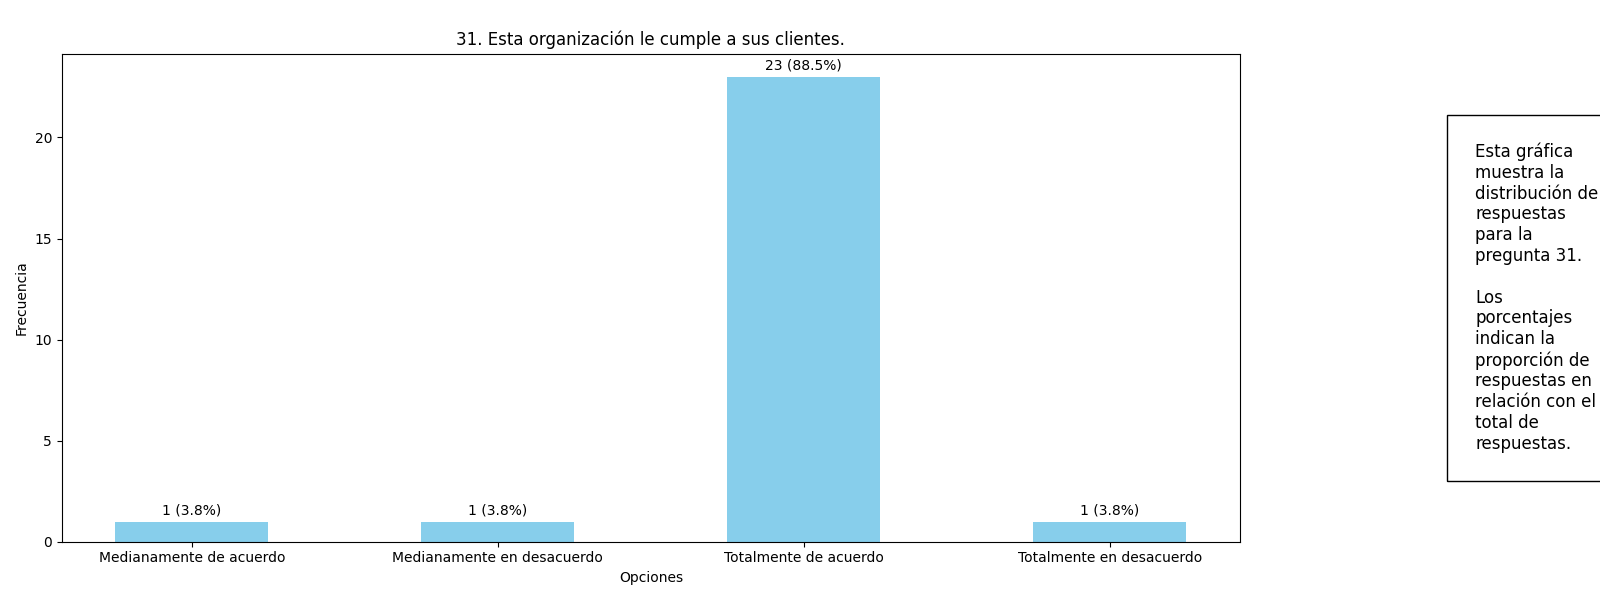 31. Esta organización le cumple a sus clientes.
23 (88.5%)
1 (3.8%)
1 (3.8%)
1 (3.8%)
20
15
10
5
0
Frecuencia
Medianamente de acuerdo
Medianamente en desacuerdo
Totalmente de acuerdo
Totalmente en desacuerdo
Opciones
Esta gráfica
muestra la
distribución de
respuestas
para la
pregunta 31.
Los
porcentajes
indican la
proporción de
respuestas en
relación con el
total de
respuestas.